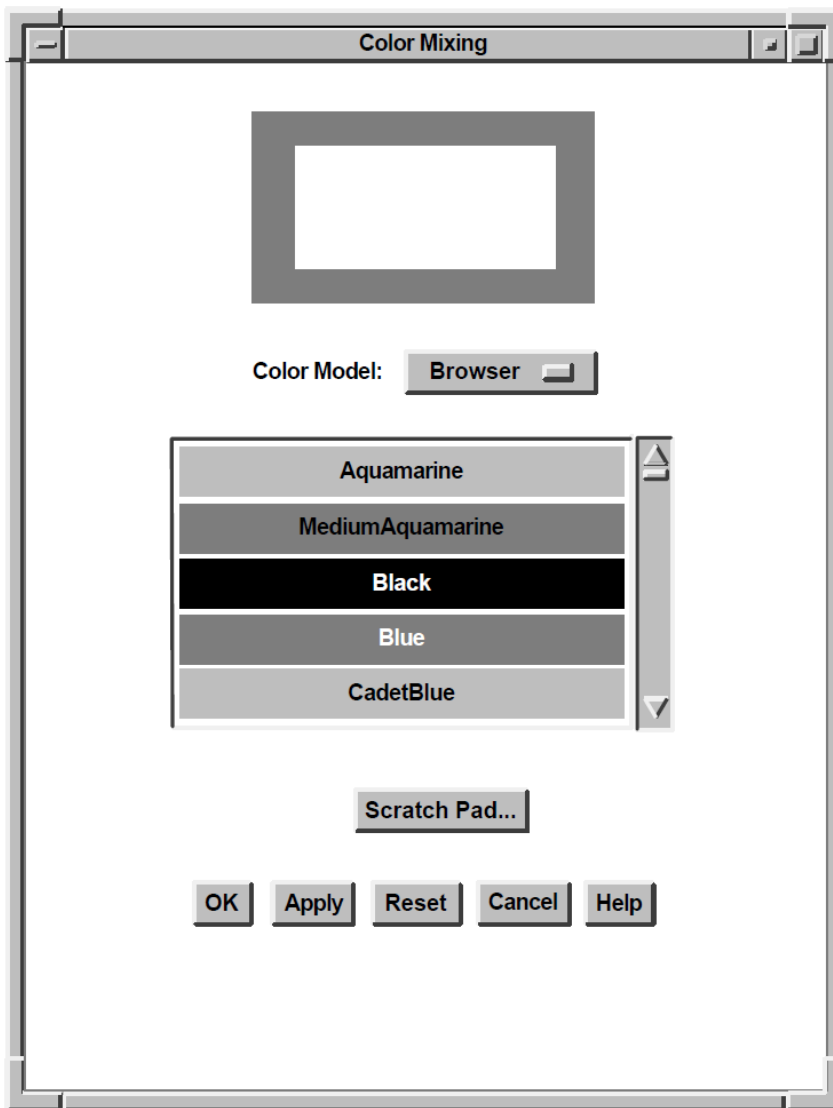 Color Mixing
Color Model: Browser
Aquamarine
MediumAquamarine
Black
Blue
CadetBlue
Scratch Pad...
OK Apply Reset Cancel Help